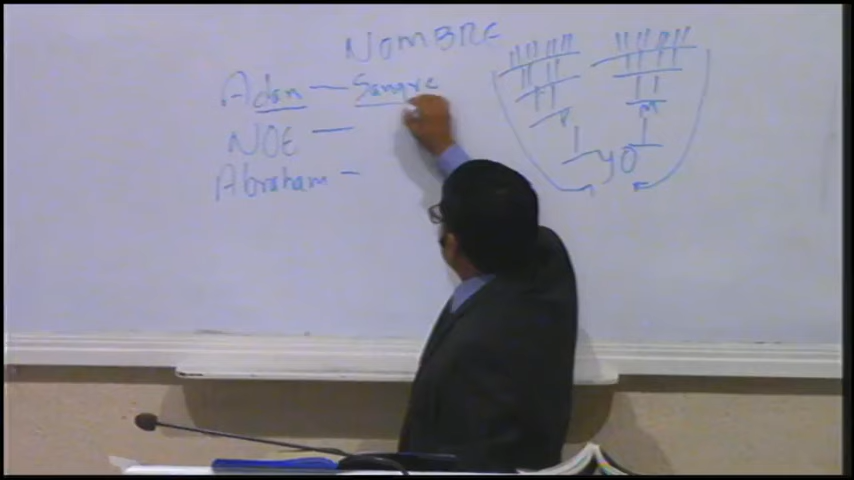 NOMBRE
Adan — Sangre
NOE —
Abraham —
P
M
YO